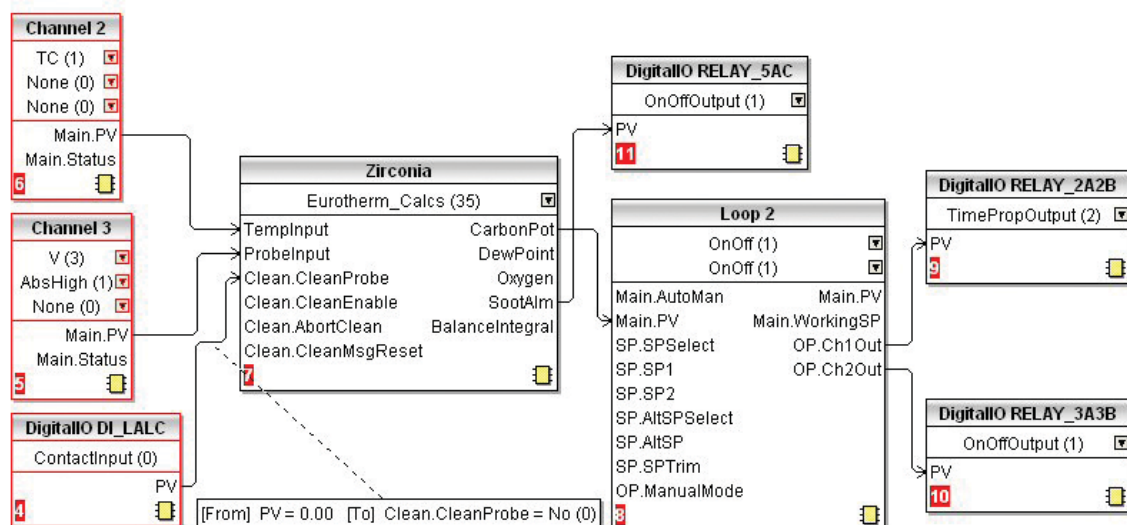 Channel 2
TC (1)
None (0)
None (0)
Main.PV
Main.Status
6
Channel 3
V (3)
AbsHigh (1)
None (0)
Main.PV
Main.Status
5
DigitalIO DI_LALC
ContactInput (0)
PV
4
Zirconia
Eurotherm_Calcs (35)
TempInput CarbonPot
ProbeInput DewPoint
Clean.CleanProbe Oxygen
Clean.CleanEnable SootAlm
Clean.AbortClean BalanceIntegral
Clean.CleanMsgReset
7
[From] PV = 0.00 [To] Clean.CleanProbe = No (0)
DigitalIO RELAY_5AC
OnOffOutput (1)
PV
11
Loop 2
OnOff (1)
OnOff (1)
Main.AutoMan Main.PV
Main.PV Main.WorkingSP
SP.SPSelect OP.Ch1Out
SP.SP1 OP.Ch2Out
SP.SP2
SP.AltSPSelect
SP.AltSP
SP.SPTrim
OP.ManualMode
8
DigitalIO RELAY_2A2B
TimePropOutput (2)
PV
9
DigitalIO RELAY_3A3B
OnOffOutput (1)
PV
10